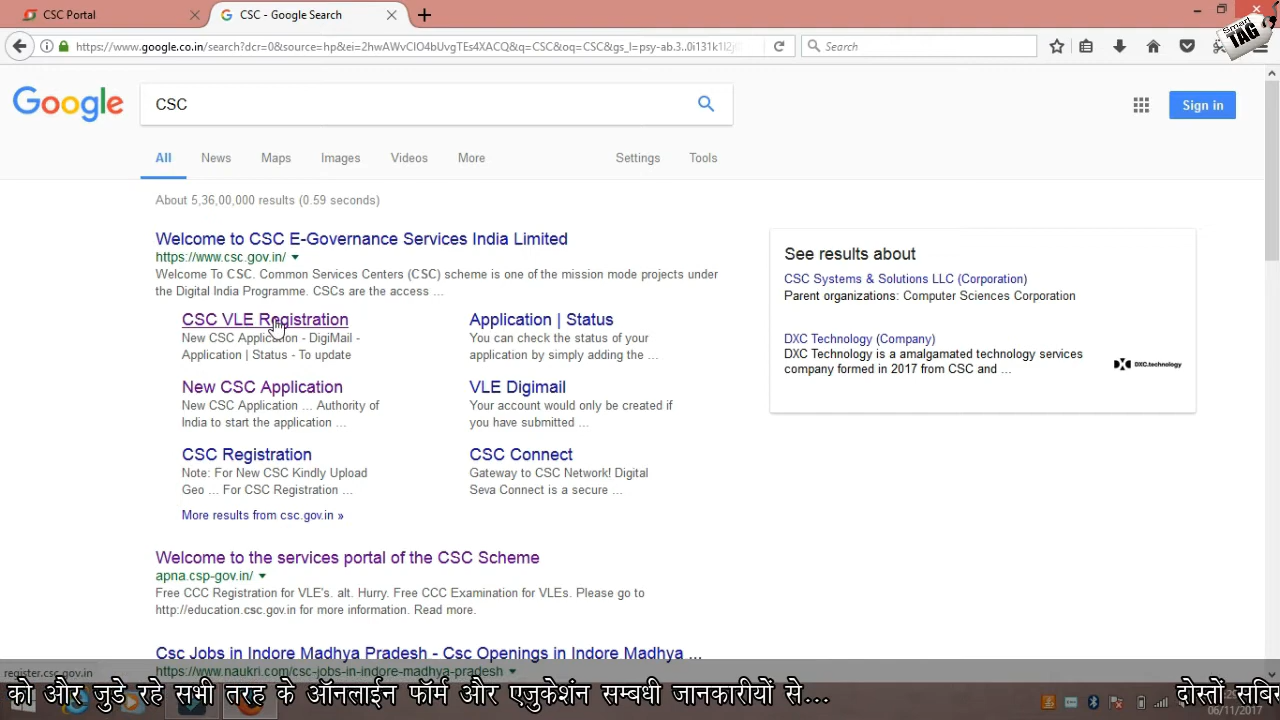 CSC Portal
CSC - Google Search
https://www.google.co.in/search?dcr=0&source=hp&ei=2hwAWvClO4bUvgTEs4XACQ&q=CSC&oq=CSC&gs_l=psy-ab.3..0i131k1l2
Search
Smart
TAG
Google
CSC
Sign in
All
News
Maps
Images
Videos
More
Settings
Tools
About 5,36,00,000 results (0.59 seconds)
Welcome to CSC E-Governance Services India Limited
https://www.csc.gov.in/
Welcome To CSC. Common Services Centers (CSC) scheme is one of the mission mode projects under
the Digital India Programme. CSCs are the access ...
CSC VLE Registration
New CSC Application - DigiMail -
Application | Status - To update
Application | Status
You can check the status of your
application by simply adding the ...
New CSC Application
New CSC Application ... Authority of
India to start the application ...
VLE Digimail
Your account would only be created if
you have submitted ...
CSC Registration
Note: For New CSC Kindly Upload
Geo ... For CSC Registration ...
CSC Connect
Gateway to CSC Network! Digital
Seva Connect is a secure ...
More results from csc.gov.in »
See results about
CSC Systems & Solutions LLC (Corporation)
Parent organizations: Computer Sciences Corporation
DXC Technology (Company)
DXC Technology is a amalgamated technology services
company formed in 2017 from CSC and ...
DXC.technology
Welcome to the services portal of the CSC Scheme
apna.csp-gov.in/
Free CCC Registration for VLE's. alt. Hurry. Free CCC Examination for VLEs. Please go to
http://education.csc.gov.in for more information. Read more.
Csc Jobs in Indore Madhya Pradesh - Csc Openings in Indore Madhya ...
https://www.naukri.com/csc-jobs-in-indore-madhya-pradesh
register.csc.gov.in
को और जुडे रहे सभी तरह के ऑनलाईन फॉर्म और एजुकेशंन सम्बधी जानकारीयों से...
दोस्तों सबिस
06/11/2017